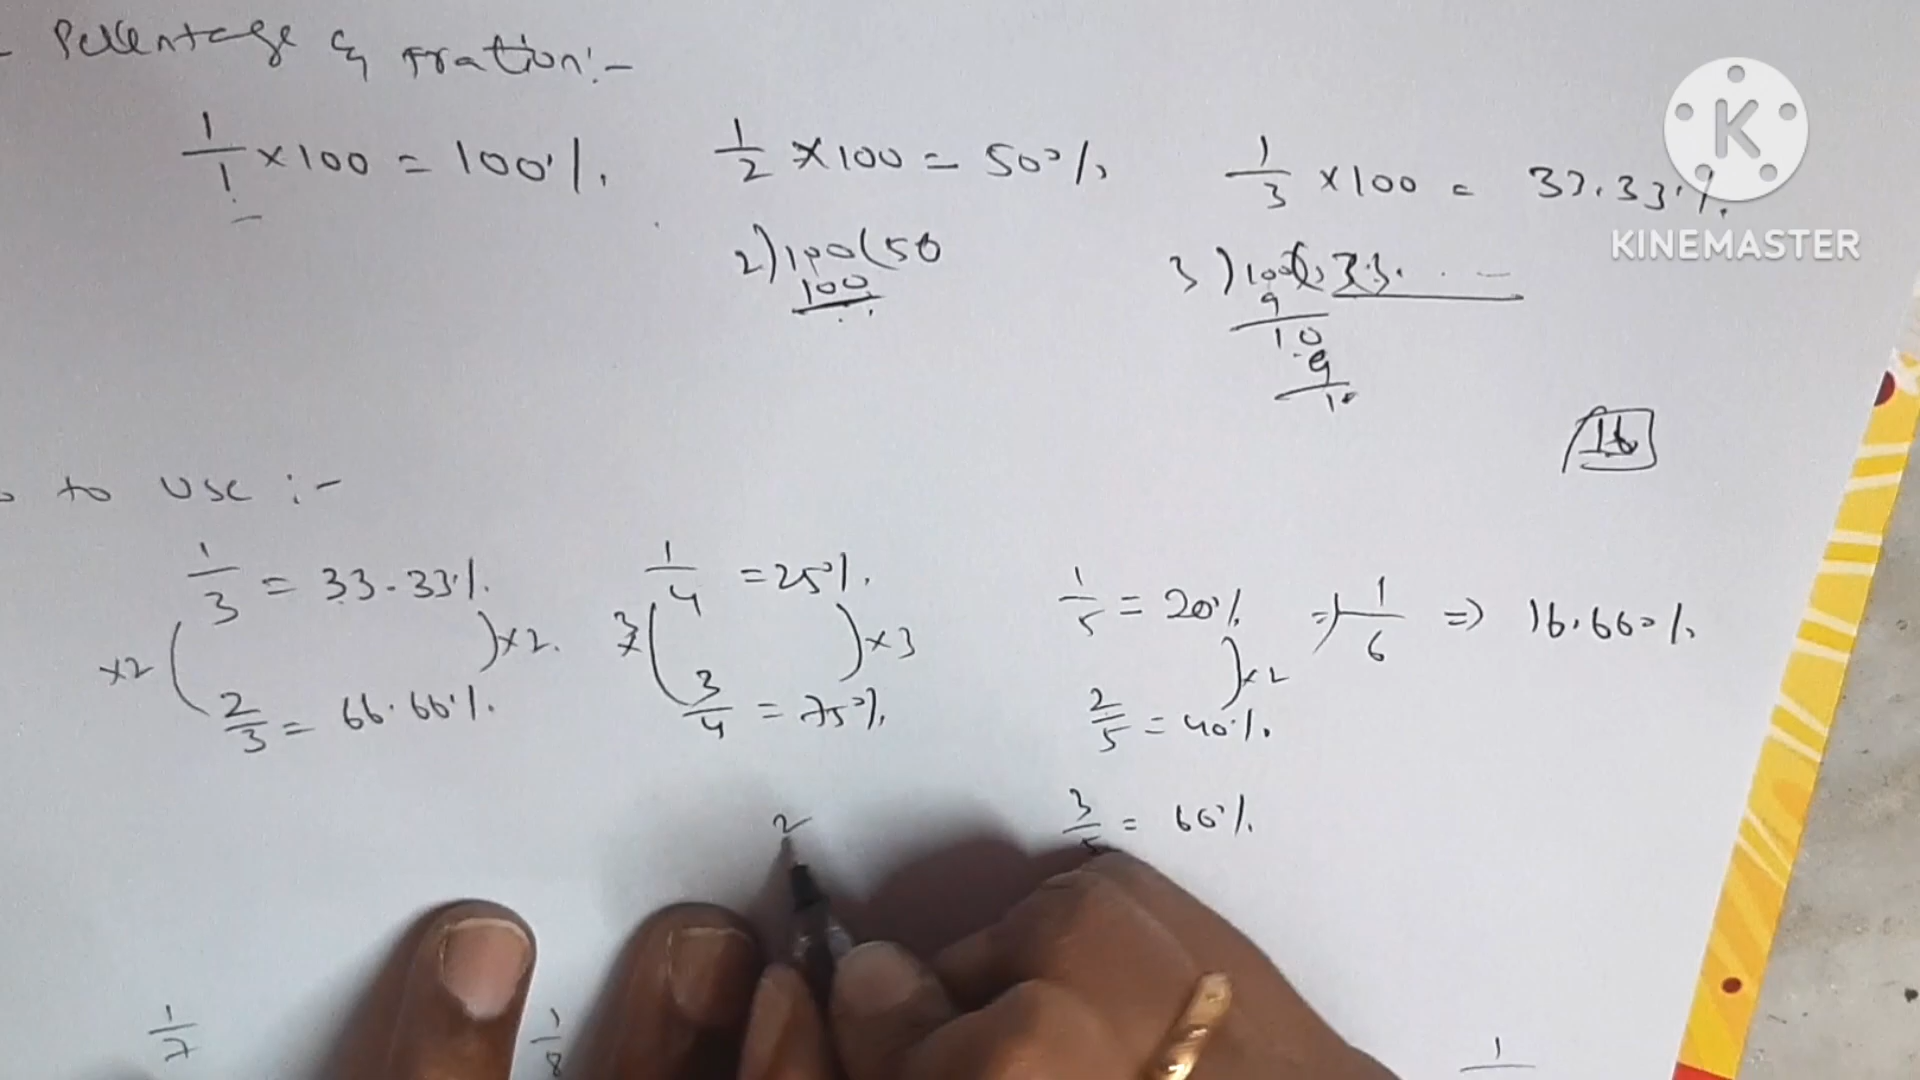 Percentage & Fration:-
1/1 × 100 = 100%. 1/2 × 100 = 50%. 1/3 × 100 = 33.33%.
K
KINEMASTER
2)100(50
100
3)100(33. . . -
9
10
9
10
16
to use :-
1/3 = 33.33%. 1/4 = 25%. 1/5 = 20%. => 1/6 => 16.66%.
×2 ( ) ×2. 3 ( ) ×3 ) ×2
2/3 = 66.66%. 3/4 = 75%. 2/5 = 40%.
2 3/5 = 60%.
1/7 1/8 1